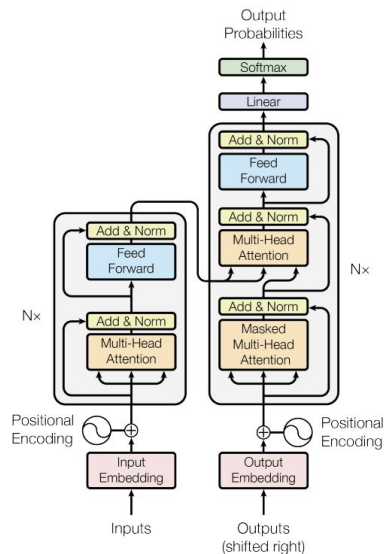 Output
Probabilities
Softmax
Linear
Add & Norm
Feed
Forward
Add & Norm
Multi-Head
Attention
Add & Norm
Masked
Multi-Head
Attention
Nx
Positional
Encoding
Output
Embedding
Outputs
(shifted right)
Add & Norm
Feed
Forward
Add & Norm
Multi-Head
Attention
Nx
Positional
Encoding
Input
Embedding
Inputs